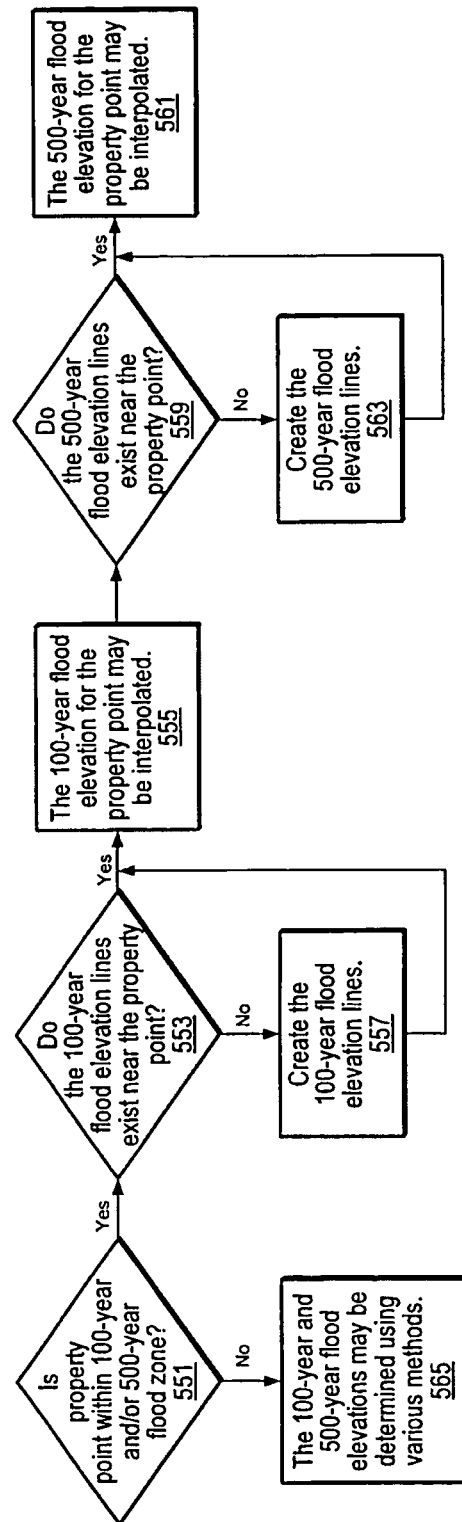 Is
property
point within 100-year
and/or 500-year
flood zone?
551
Yes
No
The 100-year and
500-year flood
elevations may be
determined using
various methods.
565
Do
the 100-year
flood elevation lines
exist near the property
point?
553
Yes
No
Create the
100-year flood
elevation lines.
557
The 100-year flood
elevation for the
property point may
be interpolated.
555
Do
the 500-year
flood elevation lines
exist near the
property point?
559
Yes
No
Create the
500-year flood
elevation lines.
563
The 500-year flood
elevation for the
property point may
be interpolated.
561